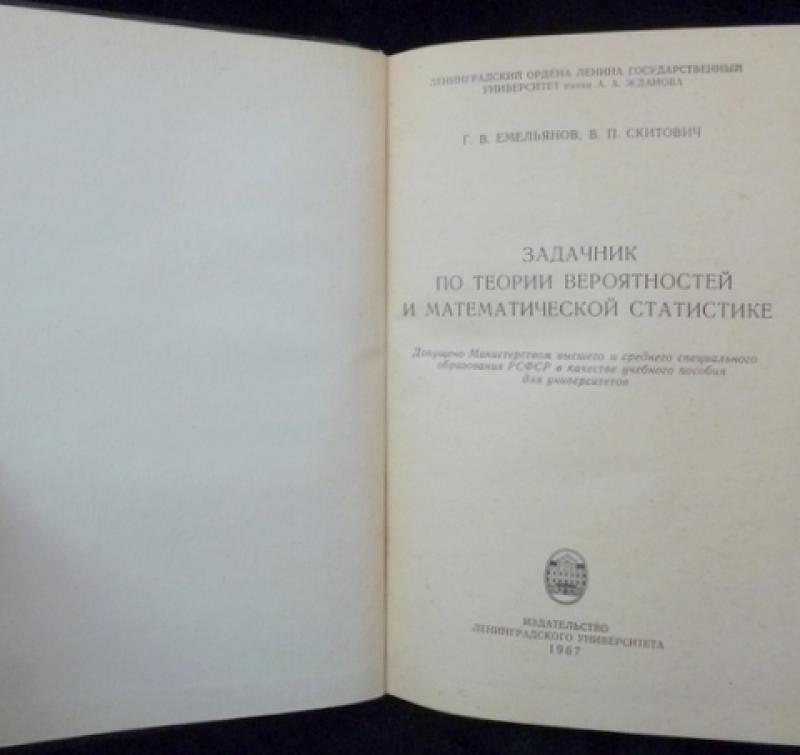 ЛЕНИНГРАДСКИЙ ОРДЕНА ЛЕНИНА ГОСУДАРСТВЕННЫЙ
УНИВЕРСИТЕТ имени А. А. ЖДАНОВА
Г. В. ЕМЕЛЬЯНОВ, В. П. СКИТОВИЧ
ЗАДАЧНИК
ПО ТЕОРИИ ВЕРОЯТНОСТЕЙ
И МАТЕМАТИЧЕСКОЙ СТАТИСТИКЕ
Допущено Министерством высшего и среднего специального
образования РСФСР в качестве учебного пособия
для университетов
ИЗДАТЕЛЬСТВО
ЛЕНИНГРАДСКОГО УНИВЕРСИТЕТА
1967